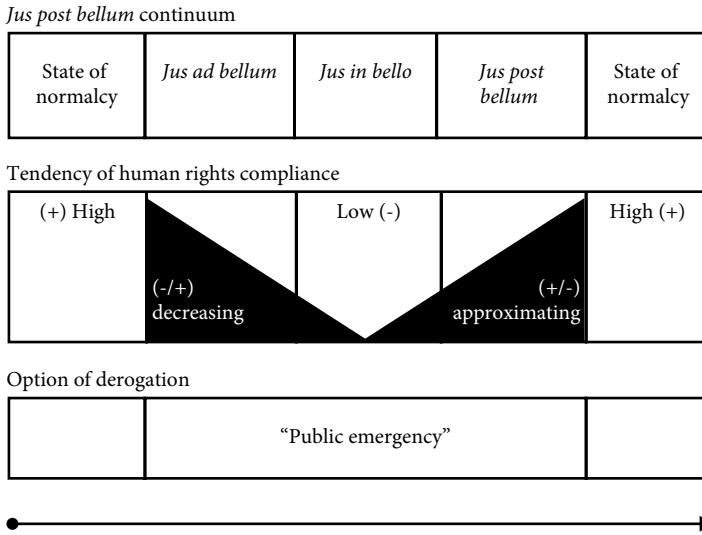 Jus post bellum continuum
State of normalcy
Jus ad bellum
Jus in bello
Jus post bellum
State of normalcy
Tendency of human rights compliance
(+) High
Low (-)
High (+)
(-/+)
decreasing
(+/-)
approximating
Option of derogation
“Public emergency”